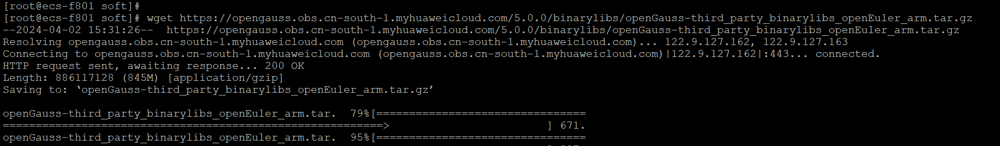 [root@ecs-f801 soft]#
[root@ecs-f801 soft]# wget https://opengauss.obs.cn-south-1.myhuaweicloud.com/5.0.0/binarylibs/openGauss-third_party_binarylibs_openEuler_arm.tar.gz
--2024-04-02 15:31:26--  https://opengauss.obs.cn-south-1.myhuaweicloud.com/5.0.0/binarylibs/openGauss-third_party_binarylibs_openEuler_arm.tar.gz
Resolving opengauss.obs.cn-south-1.myhuaweicloud.com (opengauss.obs.cn-south-1.myhuaweicloud.com)... 122.9.127.162, 122.9.127.163
Connecting to opengauss.obs.cn-south-1.myhuaweicloud.com (opengauss.obs.cn-south-1.myhuaweicloud.com)|122.9.127.162|:443... connected.
HTTP request sent, awaiting response... 200 OK
Length: 886117128 (845M) [application/gzip]
Saving to: ‘openGauss-third_party_binarylibs_openEuler_arm.tar.gz’
openGauss-third_party_binarylibs_openEuler_arm.tar.  79%[================================
==========================================================>                        ] 671.
openGauss-third_party_binarylibs_openEuler_arm.tar.  95%[================================